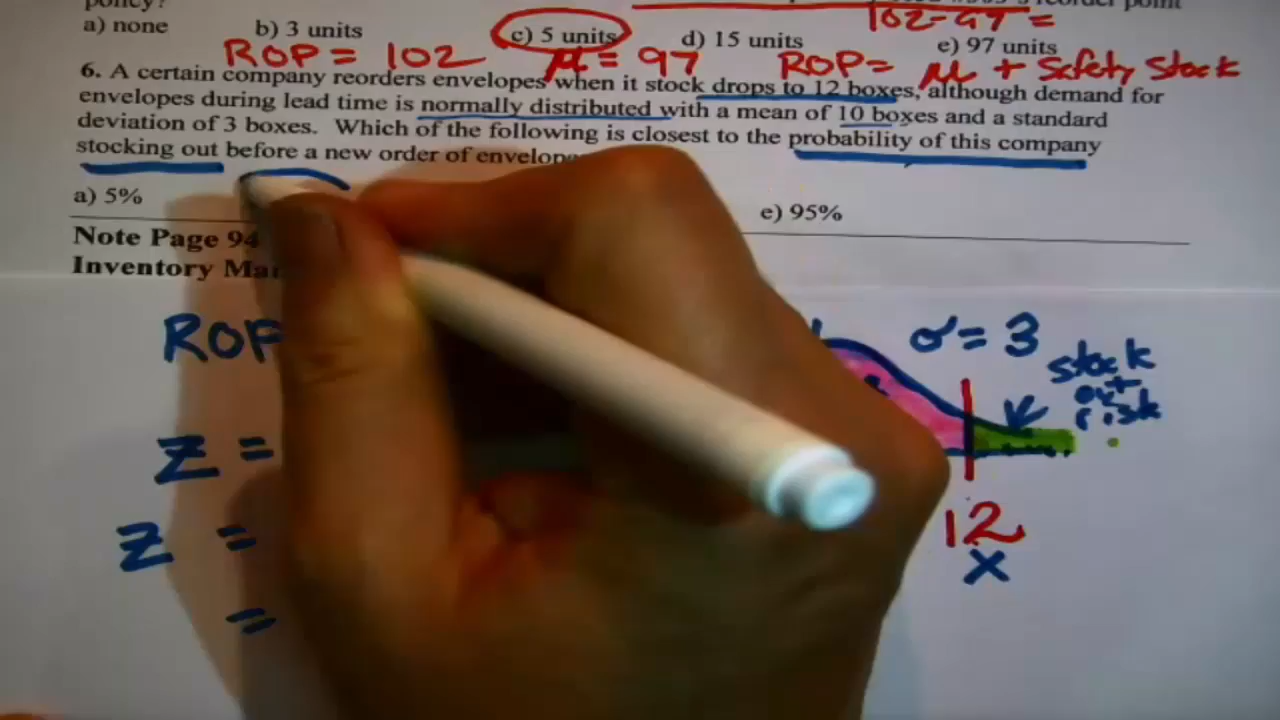 reorder point
policy?
102-97=
a) none b) 3 units c) 5 units d) 15 units e) 97 units
ROP = 102 μ = 97 ROP = μ + Safety Stock
6. A certain company reorders envelopes when it stock drops to 12 boxes, although demand for
envelopes during lead time is normally distributed with a mean of 10 boxes and a standard
deviation of 3 boxes. Which of the following is closest to the probability of this company
stocking out before a new order of
a) 5% e) 95%
Note Page 94
Inventory
ROP
σ = 3
stock
out
risk
Z =
12
Z =
X
=